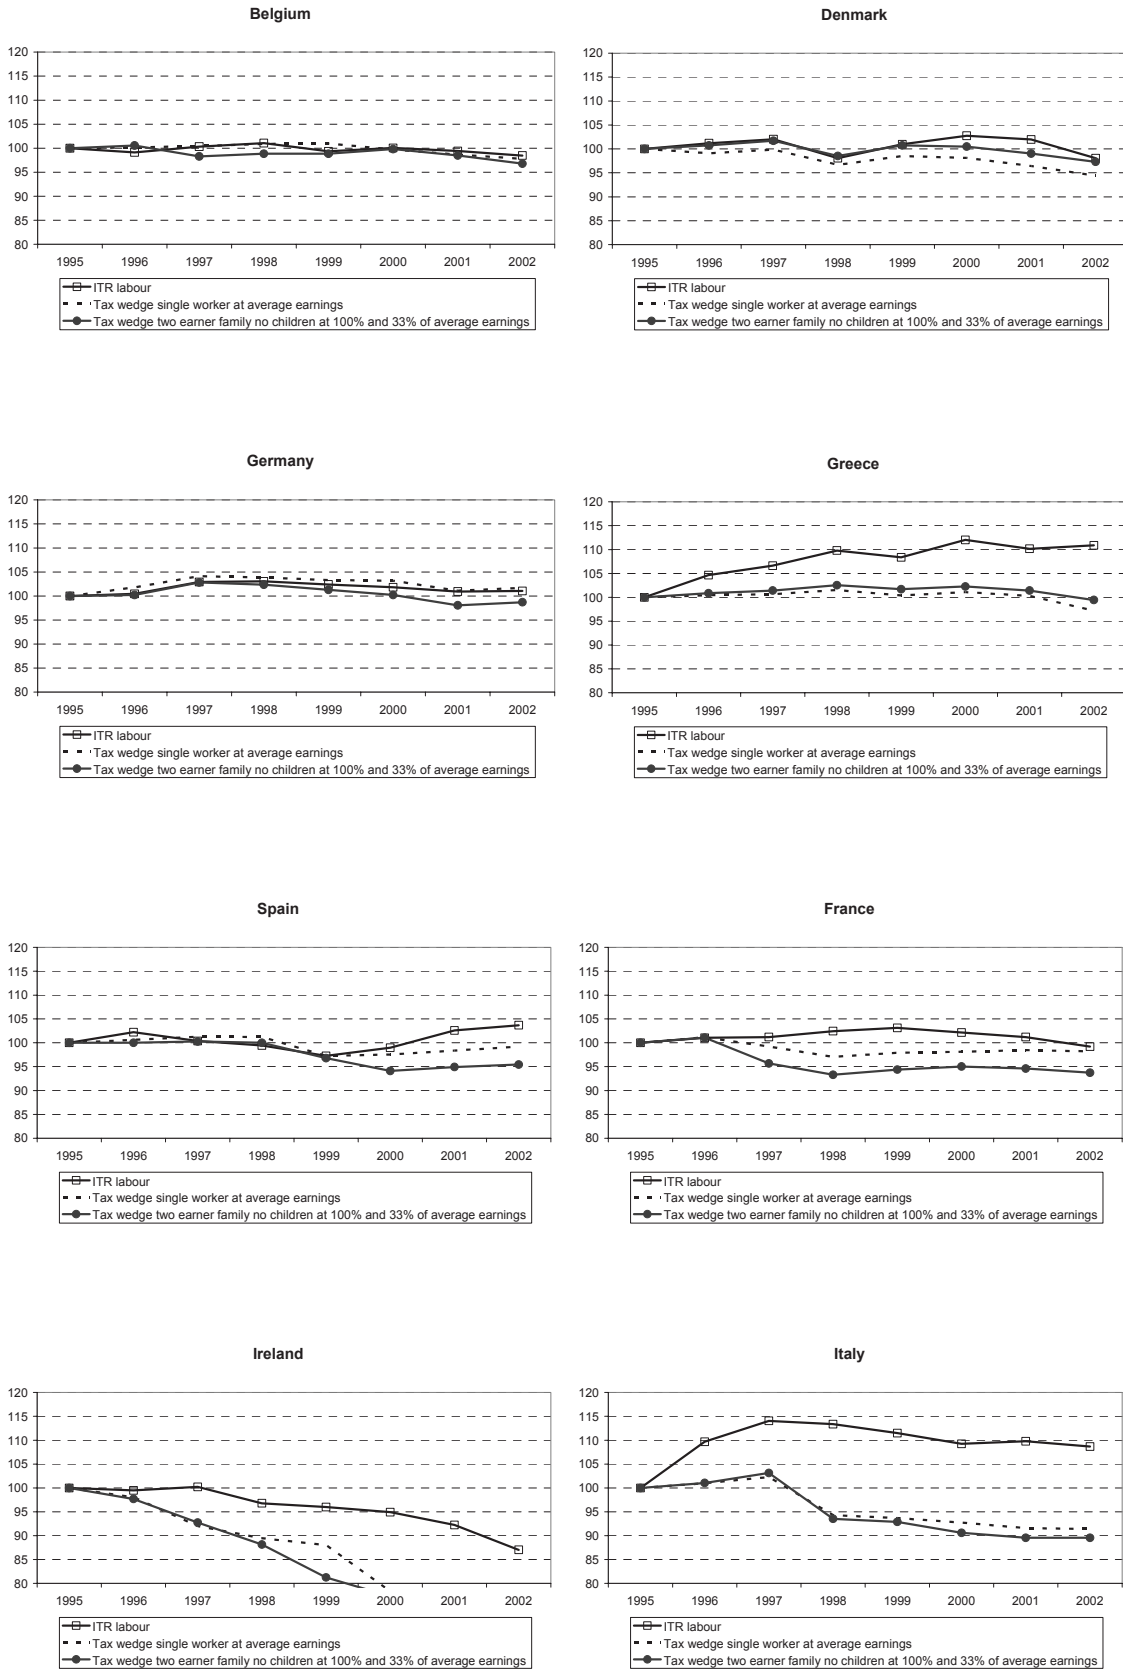 Belgium
120
115
110
105
100
95
90
85
80
1995 1996 1997 1998 1999 2000 2001 2002
ITR labour
Tax wedge single worker at average earnings
Tax wedge two earner family no children at 100% and 33% of average earnings
Denmark
120
115
110
105
100
95
90
85
80
1995 1996 1997 1998 1999 2000 2001 2002
ITR labour
Tax wedge single worker at average earnings
Tax wedge two earner family no children at 100% and 33% of average earnings
Germany
120
115
110
105
100
95
90
85
80
1995 1996 1997 1998 1999 2000 2001 2002
ITR labour
Tax wedge single worker at average earnings
Tax wedge two earner family no children at 100% and 33% of average earnings
Greece
120
115
110
105
100
95
90
85
80
1995 1996 1997 1998 1999 2000 2001 2002
ITR labour
Tax wedge single worker at average earnings
Tax wedge two earner family no children at 100% and 33% of average earnings
Spain
120
115
110
105
100
95
90
85
80
1995 1996 1997 1998 1999 2000 2001 2002
ITR labour
Tax wedge single worker at average earnings
Tax wedge two earner family no children at 100% and 33% of average earnings
France
120
115
110
105
100
95
90
85
80
1995 1996 1997 1998 1999 2000 2001 2002
ITR labour
Tax wedge single worker at average earnings
Tax wedge two earner family no children at 100% and 33% of average earnings
Ireland
120
115
110
105
100
95
90
85
80
1995 1996 1997 1998 1999 2000 2001 2002
ITR labour
Tax wedge single worker at average earnings
Tax wedge two earner family no children at 100% and 33% of average earnings
Italy
120
115
110
105
100
95
90
85
80
1995 1996 1997 1998 1999 2000 2001 2002
ITR labour
Tax wedge single worker at average earnings
Tax wedge two earner family no children at 100% and 33% of average earnings